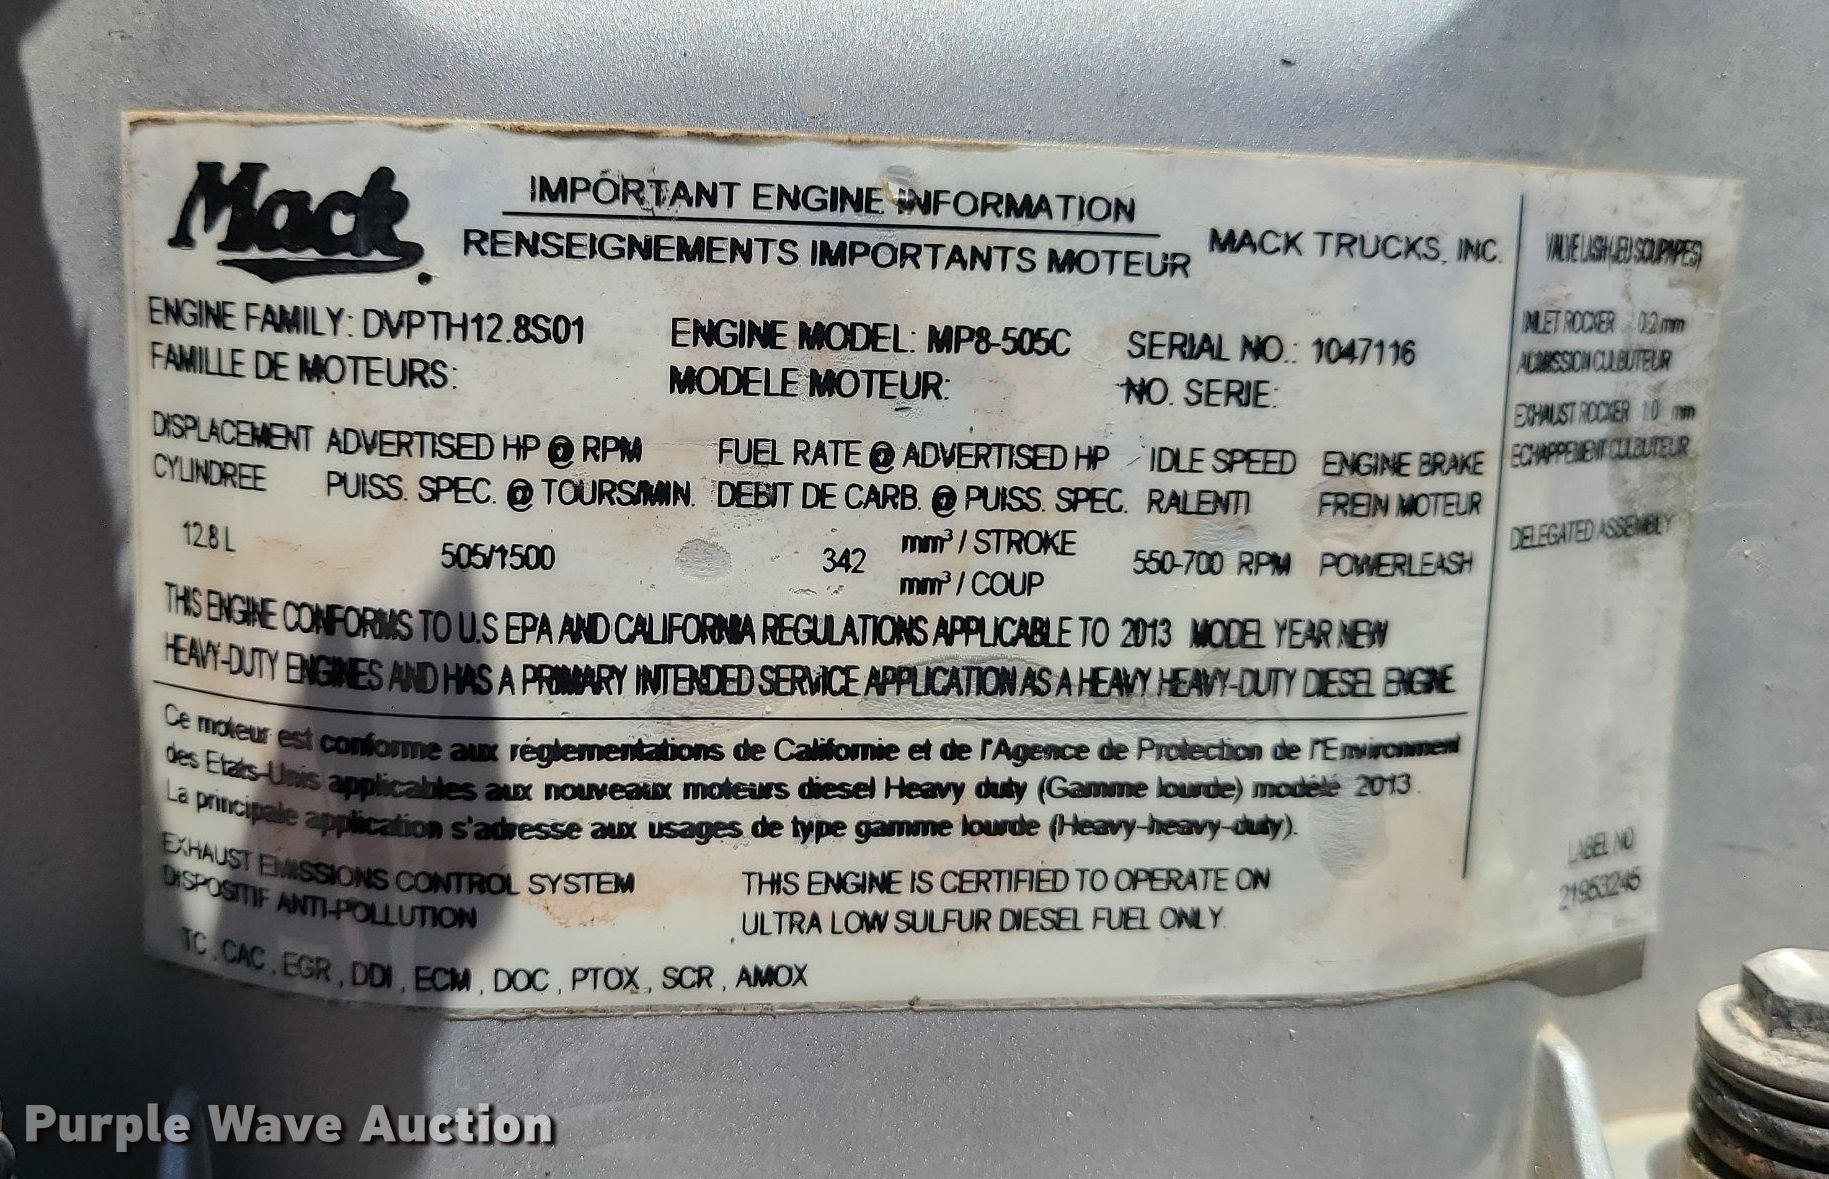 Mack
IMPORTANT ENGINE INFORMATION
RENSEIGNEMENTS IMPORTANTS MOTEUR
MACK TRUCKS, INC.
ENGINE FAMILY: DVPTH12.8S01 ENGINE MODEL: MP8-505C SERIAL NO.: 1047116
FAMILLE DE MOTEURS: MODELE MOTEUR: NO. SERIE:
DISPLACEMENT ADVERTISED HP @ RPM FUEL RATE @ ADVERTISED HP IDLE SPEED ENGINE BRAKE
CYLINDREE PUISS. SPEC. @ TOURS/MIN. DEBIT DE CARB. @ PUISS. SPEC. RALENTI FREIN MOTEUR
12.8 L 505/1500 342 mm³ / STROKE 550-700 RPM POWERLEASH
mm³ / COUP
THIS ENGINE CONFORMS TO U.S EPA AND CALIFORNIA REGULATIONS APPLICABLE TO 2013 MODEL YEAR NEW
HEAVY-DUTY ENGINES AND HAS A PRIMARY INTENDED SERVICE APPLICATION AS A HEAVY HEAVY-DUTY DIESEL ENGINE
Ce moteur est conforme aux réglementations de Californie et de l'Agence de Protection de l'Environment
des Etats-Unis applicables aux nouveaux moteurs diesel Heavy duty (Gamme lourde) modélé 2013.
La principale application s'adresse aux usages de type gamme lourde (Heavy-heavy-duty).
EXHAUST EMISSIONS CONTROL SYSTEM THIS ENGINE IS CERTIFIED TO OPERATE ON
DISPOSITIF ANTI-POLLUTION ULTRA LOW SULFUR DIESEL FUEL ONLY.
TC, CAC, EGR, DDI, ECM, DOC, PTOX, SCR, AMOX
VALVE LASH (JEU SOUPAPES)
INLET ROCKER 0.2 mm
ADMISSION CULBUTEUR
EXHAUST ROCKER 1.0 mm
ECHAPPEMENT CULBUTEUR
DELEGATED ASSEMBLY
LABEL NO
21953245
Purple Wave Auction